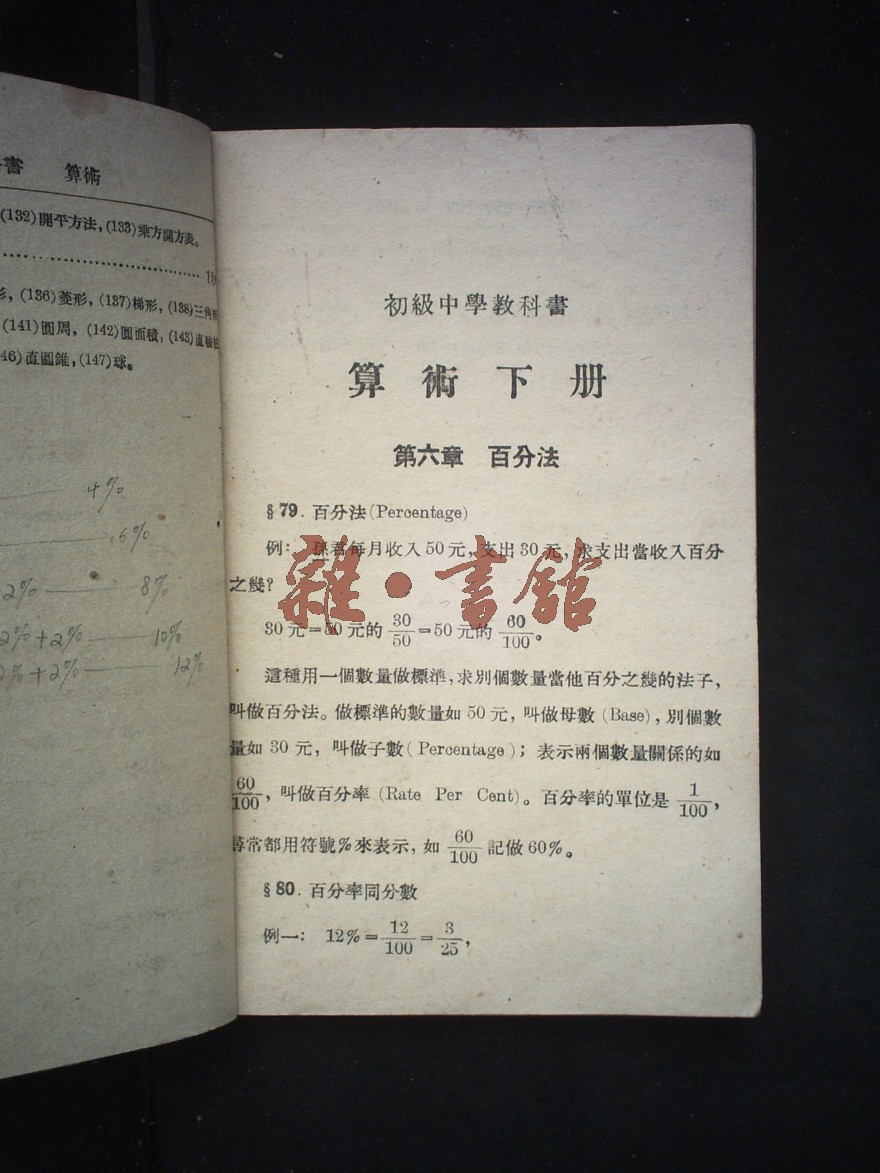 書 算術
(132)開平方法,(133)乘方開方表。
形, (136)菱形, (137)梯形, (138)三角形
(141)圓周, (142)圓面積, (143)直
46)直圓錐, (147)球。
4%
6%
2% 8%
2%+2% 10%
2%+2% 12%
初級中學教科書
算術下册
第六章 百分法
§79. 百分法(Percentage)
例: 孫君每月收入50元, 支出30元, 求支出當收入百分
之幾?
30元=50元的 30/50 =50元的 60/100。
這種用一個數量做標準, 求別個數量當他百分之幾的法子,
叫做百分法。做標準的數量如50元, 叫做母數 (Base), 別個數
量如30元, 叫做子數(Percentage); 表示兩個數量關係的如
60/100, 叫做百分率 (Rate Per Cent)。百分率的單位是 1/100,
尋常都用符號%來表示, 如 60/100 記做60%。
§80. 百分率同分數
例一: 12%=12/100=3/25,
雜·書館